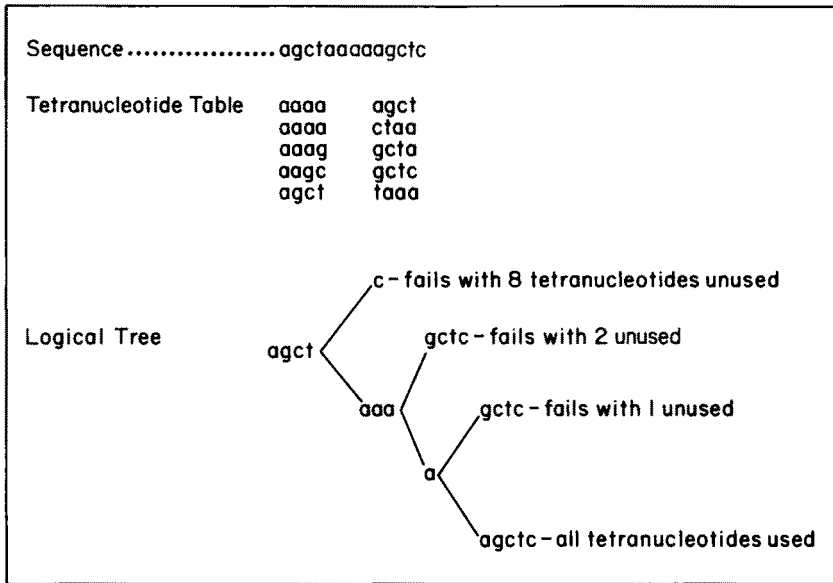 Sequence..................agctaaaaagctc
Tetranucleotide Table aaaa agct
aaaa ctaa
aaag gcta
aagc gctc
agct taaa
c-fails with 8 tetranucleotides unused
Logical Tree
agct
gctc-fails with 2 unused
aaa
gctc-fails with 1 unused
a
agctc-all tetranucleotides used